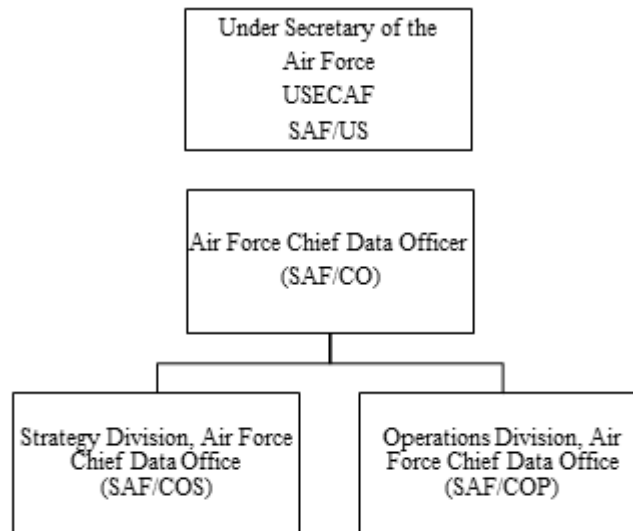 Under Secretary of the
Air Force
USECAF
SAF/US
Air Force Chief Data Officer
(SAF/CO)
Strategy Division, Air Force
Chief Data Office
(SAF/COS)
Operations Division, Air
Force Chief Data Office
(SAF/COP)